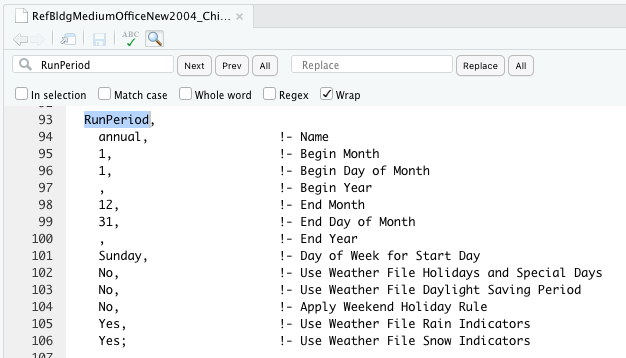 RefBldgMediumOfficeNew2004_Chi... ×
ABC
RunPeriod Next Prev All Replace Replace All
In selection Match case Whole word Regex Wrap
93 RunPeriod,
94 annual, !- Name
95 1, !- Begin Month
96 1, !- Begin Day of Month
97 , !- Begin Year
98 12, !- End Month
99 31, !- End Day of Month
100 , !- End Year
101 Sunday, !- Day of Week for Start Day
102 No, !- Use Weather File Holidays and Special Days
103 No, !- Use Weather File Daylight Saving Period
104 No, !- Apply Weekend Holiday Rule
105 Yes, !- Use Weather File Rain Indicators
106 Yes; !- Use Weather File Snow Indicators
107